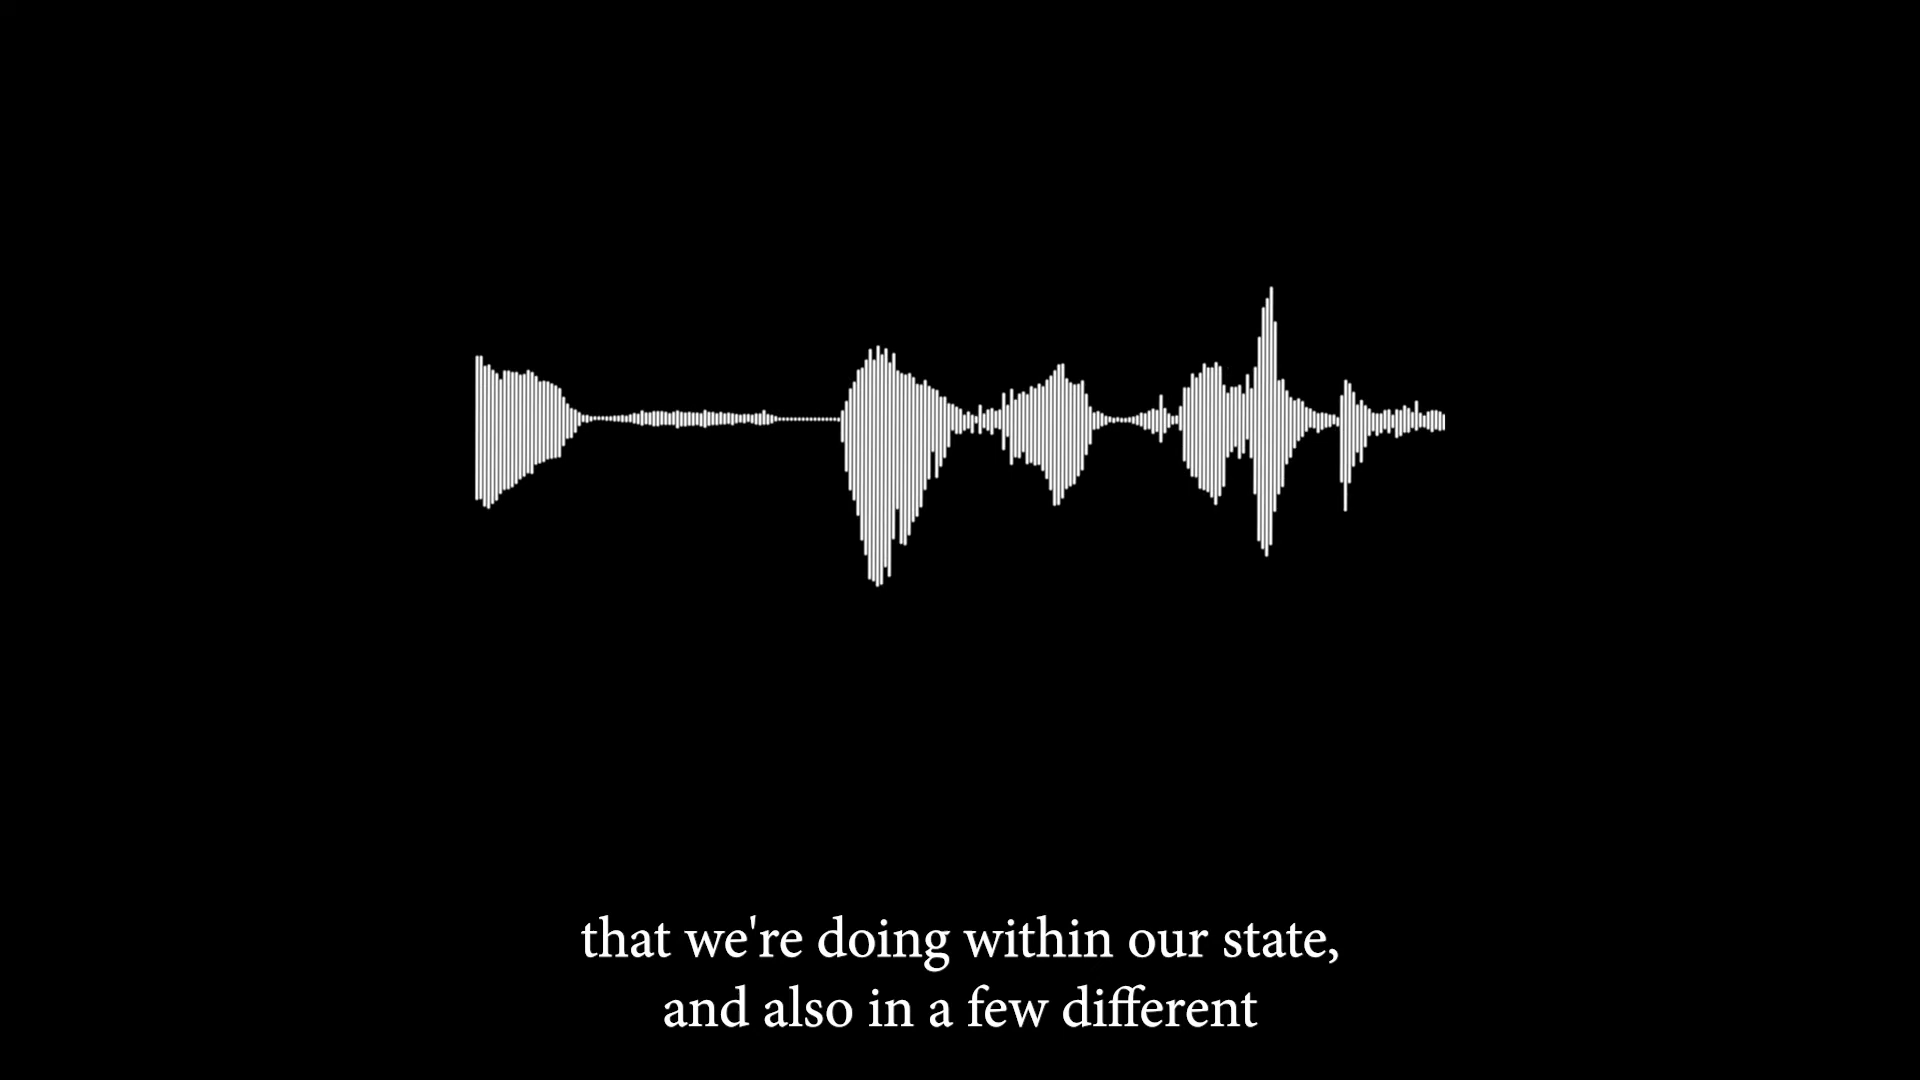 that we're doing within our state,
and also in a few different